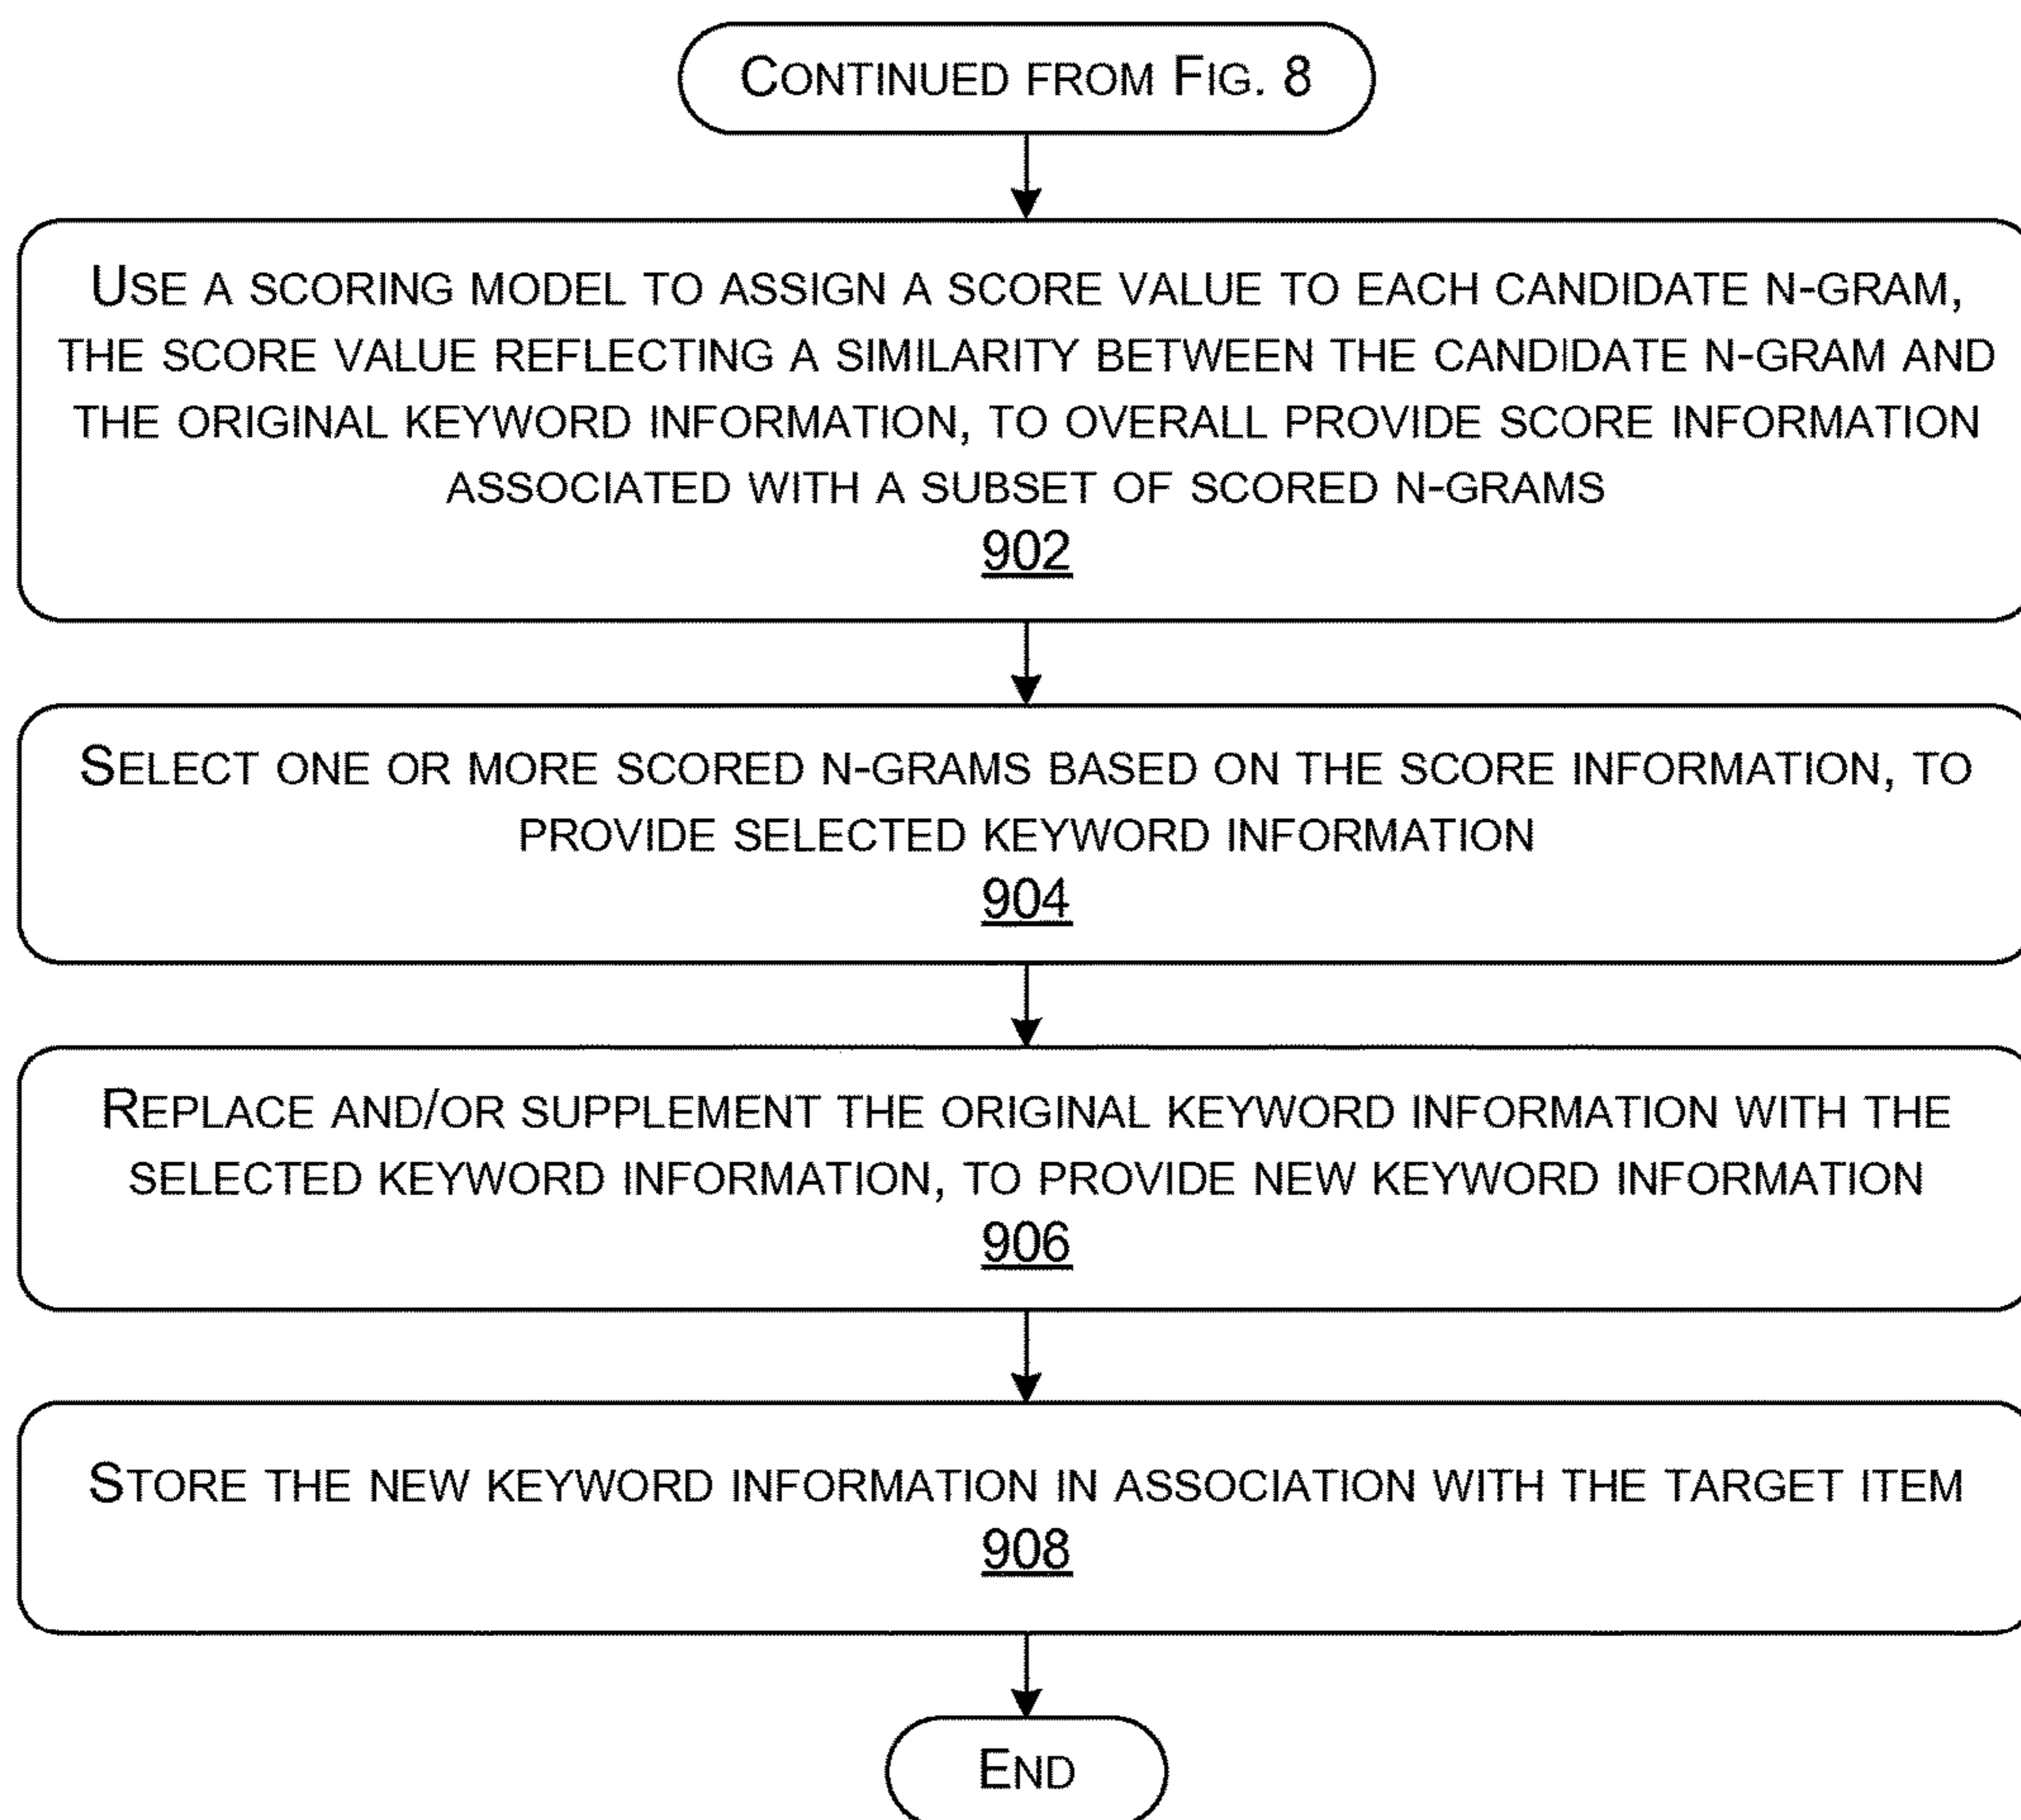 CONTINUED FROM FIG. 8
USE A SCORING MODEL TO ASSIGN A SCORE VALUE TO EACH CANDIDATE N-GRAM,
THE SCORE VALUE REFLECTING A SIMILARITY BETWEEN THE CANDIDATE N-GRAM AND
THE ORIGINAL KEYWORD INFORMATION, TO OVERALL PROVIDE SCORE INFORMATION
ASSOCIATED WITH A SUBSET OF SCORED N-GRAMS
902
SELECT ONE OR MORE SCORED N-GRAMS BASED ON THE SCORE INFORMATION, TO
PROVIDE SELECTED KEYWORD INFORMATION
904
REPLACE AND/OR SUPPLEMENT THE ORIGINAL KEYWORD INFORMATION WITH THE
SELECTED KEYWORD INFORMATION, TO PROVIDE NEW KEYWORD INFORMATION
906
STORE THE NEW KEYWORD INFORMATION IN ASSOCIATION WITH THE TARGET ITEM
908
END